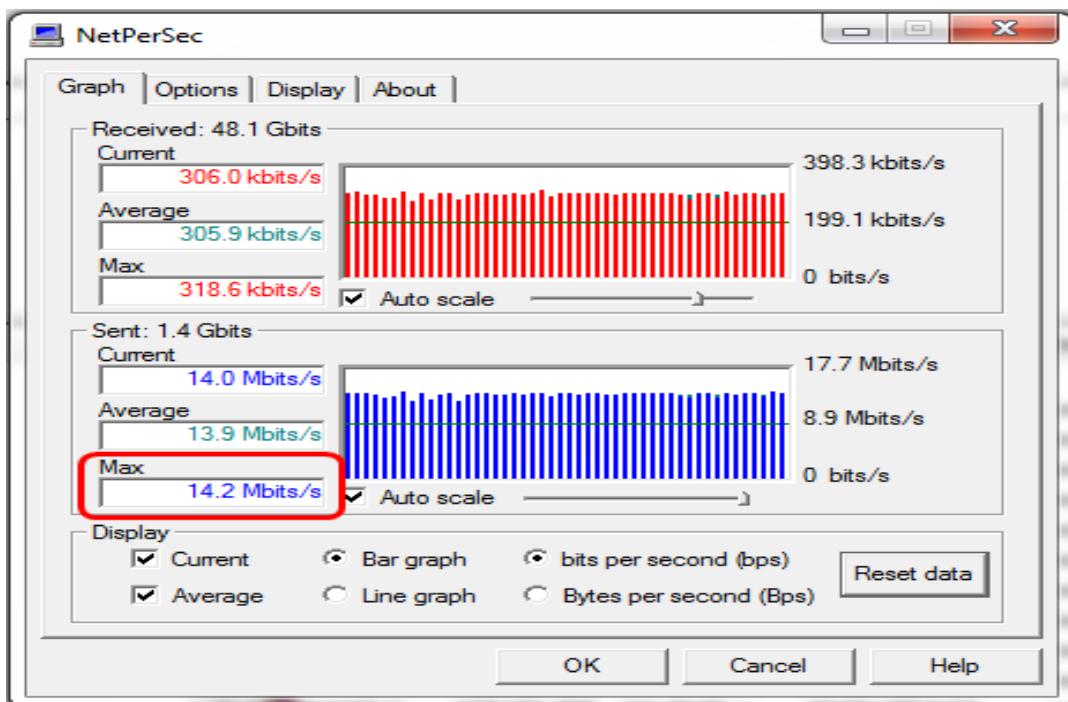 NetPerSec
Graph Options Display About
Received: 48.1 Gbits
Current
306.0 kbits/s
Average
305.9 kbits/s
Max
318.6 kbits/s
398.3 kbits/s
199.1 kbits/s
0 bits/s
Auto scale
Sent: 1.4 Gbits
Current
14.0 Mbits/s
Average
13.9 Mbits/s
Max
14.2 Mbits/s
17.7 Mbits/s
8.9 Mbits/s
0 bits/s
Auto scale
Display
Current Bar graph bits per second (bps)
Average Line graph Bytes per second (Bps)
Reset data
OK Cancel Help